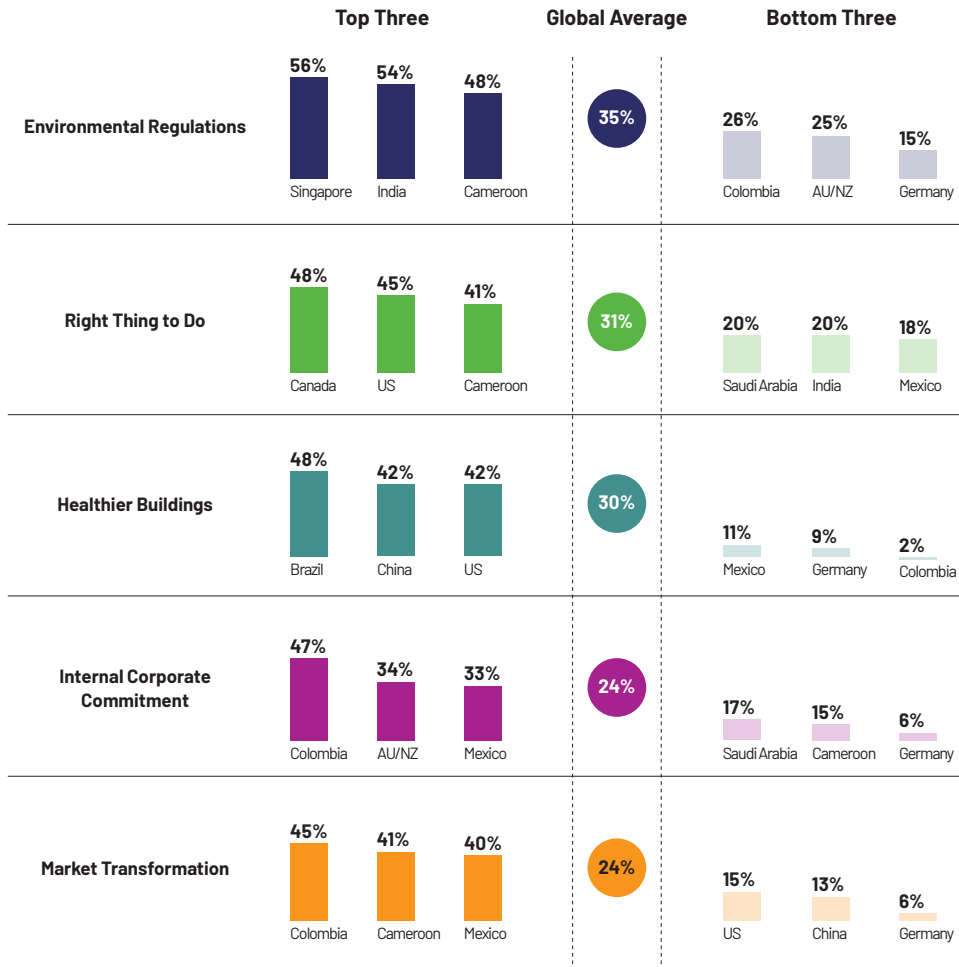 Top Three Global Average Bottom Three
56% 54% 48%
Environmental Regulations 35% 26% 25% 15%
Singapore India Cameroon Colombia AU/NZ Germany
48% 45% 41%
Right Thing to Do 31% 20% 20% 18%
Canada US Cameroon Saudi Arabia India Mexico
48% 42% 42%
Healthier Buildings 30% 11% 9% 2%
Brazil China US Mexico Germany Colombia
47% 34% 33%
Internal Corporate
Commitment 24% 17% 15% 6%
Colombia AU/NZ Mexico Saudi Arabia Cameroon Germany
45% 41% 40%
Market Transformation 24% 15% 13% 6%
Colombia Cameroon Mexico US China Germany